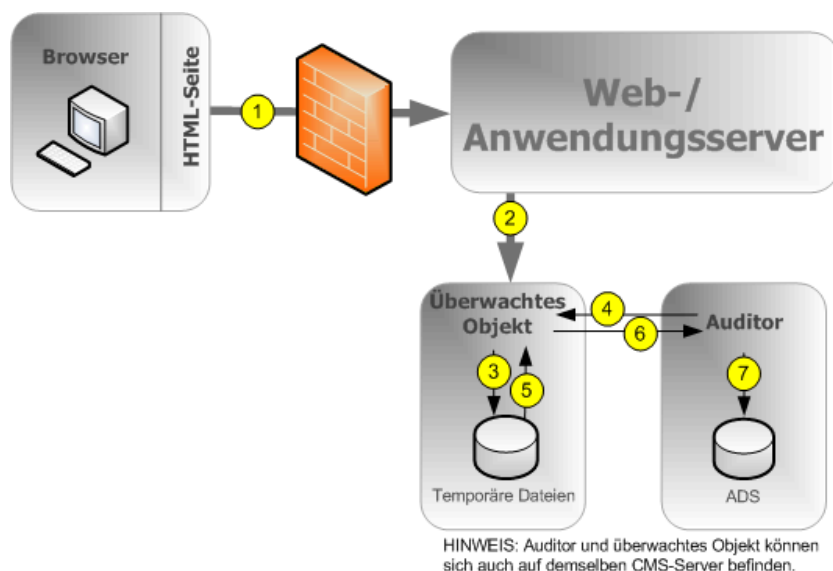 Browser
HTML-Seite
1
Web-/
Anwendungsserver
2
Überwachtes
Objekt
4
6
Auditor
3
5
7
Temporäre Dateien
ADS
HINWEIS: Auditor und überwachtes Objekt können
sich auch auf demselben CMS-Server befinden.